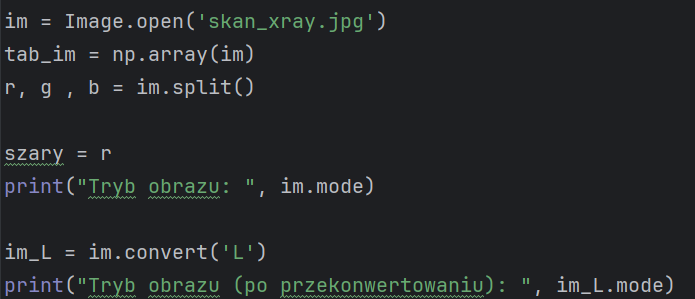 im = Image.open('skan_xray.jpg')
tab_im = np.array(im)
r, g , b = im.split()
szary = r
print("Tryb obrazu: ", im.mode)
im_L = im.convert('L')
print("Tryb obrazu (po przekonwertowaniu): ", im_L.mode)